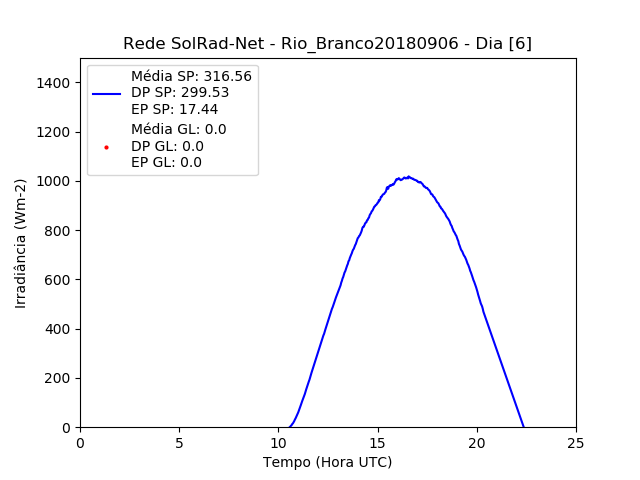 Rede SolRad-Net - Rio_Branco20180906 - Dia [6]
Média SP: 316.56
DP SP: 299.53
EP SP: 17.44
Média GL: 0.0
DP GL: 0.0
EP GL: 0.0
1400
1200
1000
800
600
400
200
0
Irradiância (Wm-2)
0 5 10 15 20 25
Tempo (Hora UTC)